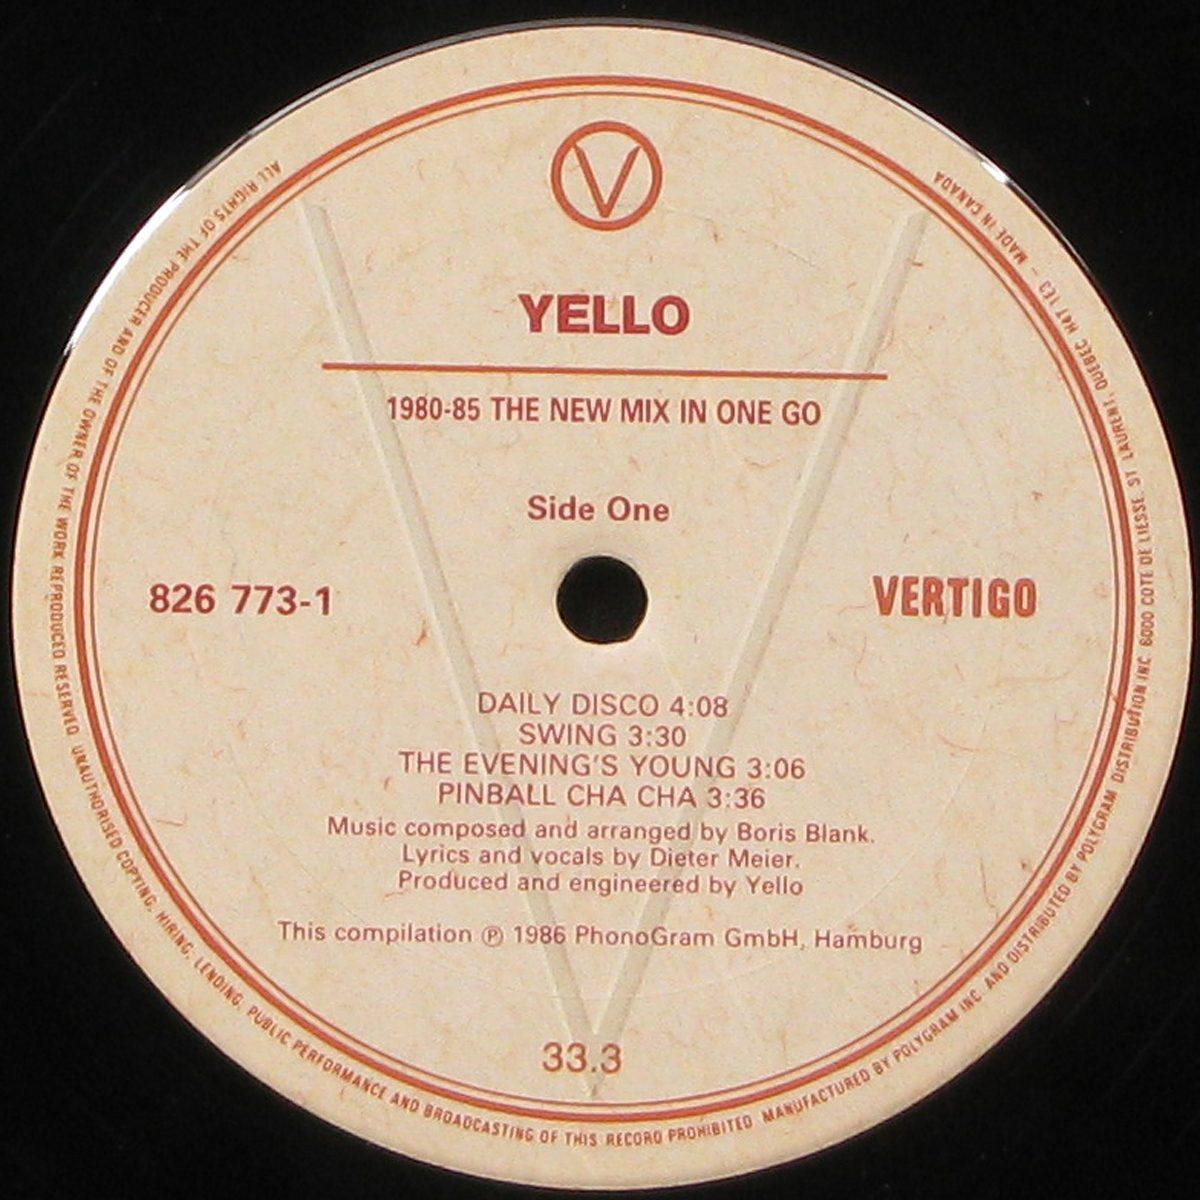 V
YELLO
1980-85 THE NEW MIX IN ONE GO
Side One
826 773-1
VERTIGO
DAILY DISCO 4:08
SWING 3:30
THE EVENING'S YOUNG 3:06
PINBALL CHA CHA 3:36
Music composed and arranged by Boris Blank.
Lyrics and vocals by Dieter Meier.
Produced and engineered by Yello
This compilation ℗ 1986 PhonoGram GmbH, Hamburg
33.3
ALL RIGHTS OF THE PRODUCER AND OF THE OWNER OF THE WORK REPRODUCED RESERVED. UNAUTHORISED COPYING, HIRING, LENDING, PUBLIC PERFORMANCE AND BROADCASTING OF THIS RECORD PROHIBITED. MANUFACTURED BY POLYGRAM INC. AND DISTRIBUTED BY POLYGRAM DISTRIBUTION INC. 6000 COTE DE LIESSE, ST LAURENT, QUEBEC H4T 1E3 - MADE IN CANADA